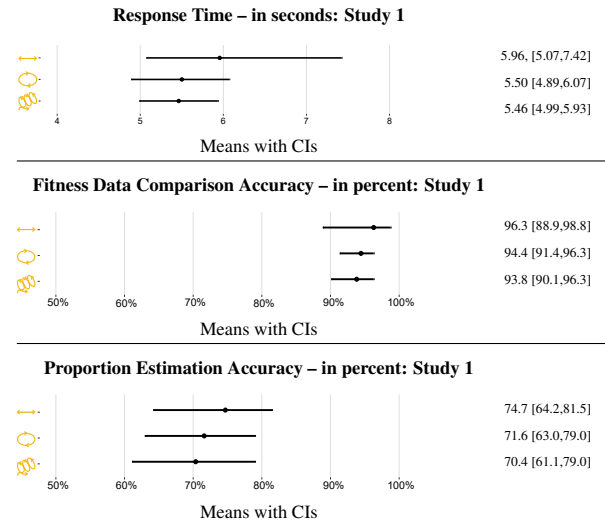 Response Time – in seconds: Study 1
5.96, [5.07,7.42]
5.50 [4.89,6.07]
5.46 [4.99,5.93]
4 5 6 7 8
Means with CIs
Fitness Data Comparison Accuracy – in percent: Study 1
96.3 [88.9,98.8]
94.4 [91.4,96.3]
93.8 [90.1,96.3]
50% 60% 70% 80% 90% 100%
Means with CIs
Proportion Estimation Accuracy – in percent: Study 1
74.7 [64.2,81.5]
71.6 [63.0,79.0]
70.4 [61.1,79.0]
50% 60% 70% 80% 90% 100%
Means with CIs